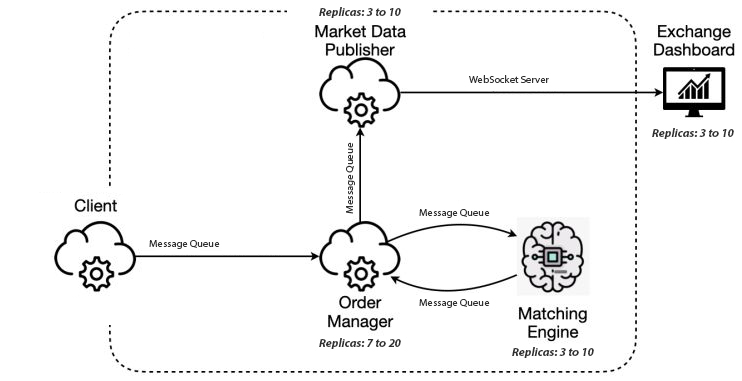 Replicas: 3 to 10
Market Data
Publisher
Exchange
Dashboard
WebSocket Server
Replicas: 3 to 10
Message Queue
Client
Message Queue
Message Queue
Message Queue
Order
Manager
Replicas: 7 to 20
Matching
Engine
Replicas: 3 to 10